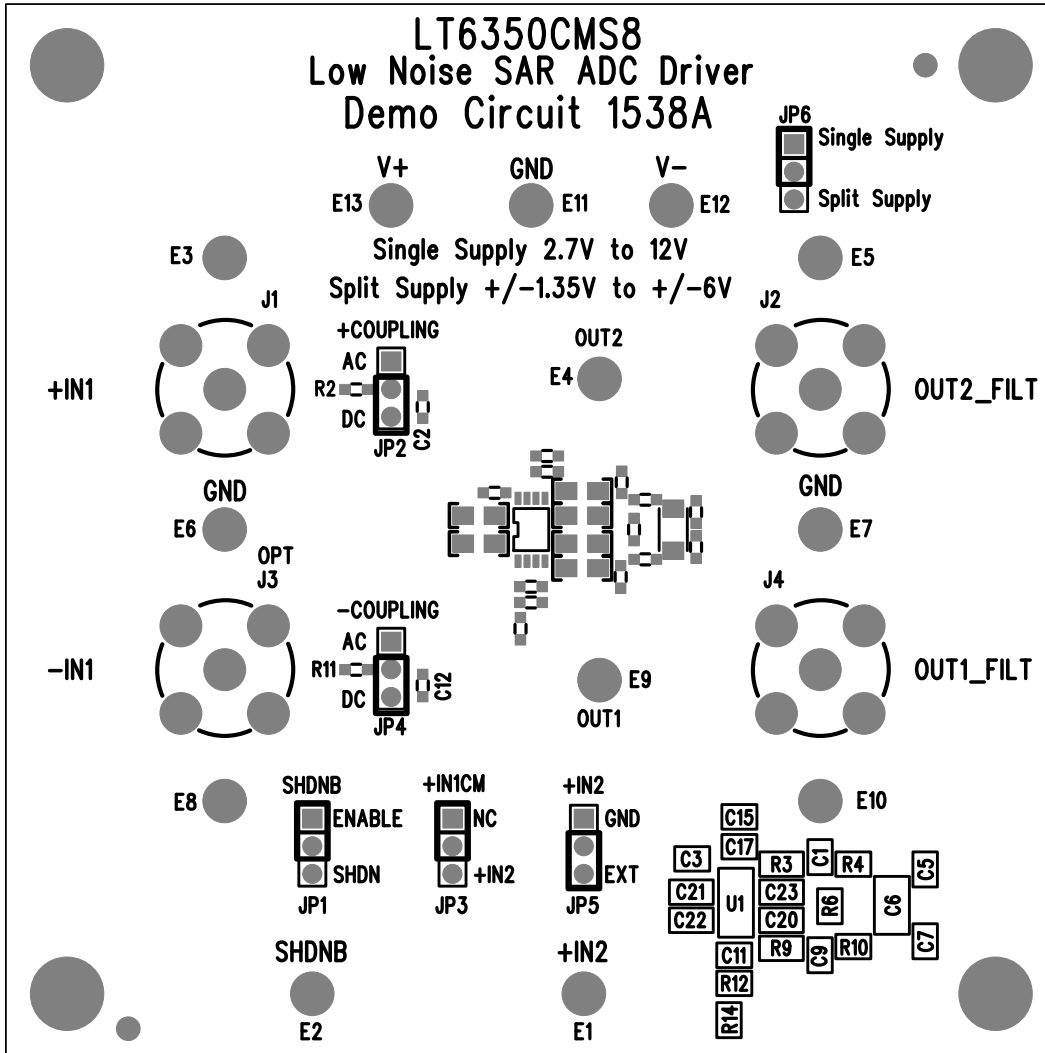 LT6350CMS8
Low Noise SAR ADC Driver
Demo Circuit 1538A
JP6
Single Supply
Split Supply
V+
GND
V-
E13
E11
E12
Single Supply 2.7V to 12V
Split Supply +/-1.35V to +/-6V
E3
E5
J1
J2
+COUPLING
AC
R2
DC
JP2
C2
OUT2
E4
+IN1
OUT2_FILT
GND
E6
GND
E7
OPT
J3
J4
-COUPLING
AC
R11
DC
JP4
C12
-IN1
OUT1_FILT
E9
OUT1
E8
E10
SHDNB
ENABLE
SHDN
JP1
+IN1CM
NC
+IN2
JP3
+IN2
GND
EXT
JP5
C15
C17
C3
R3
C1
R4
C5
C21
U1
C23
R6
C6
C22
C20
C11
R9
C9
R10
C7
R12
R14
SHDNB
E2
+IN2
E1